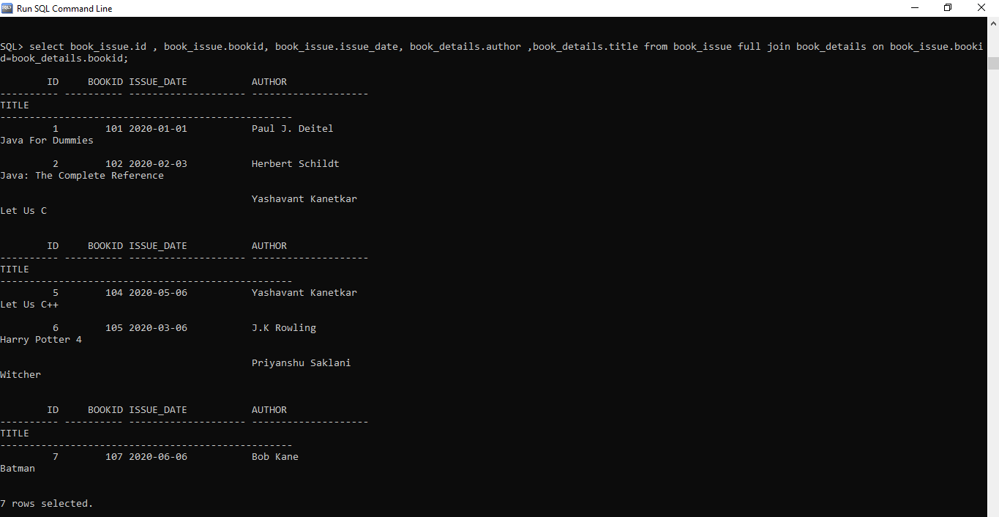 Run SQL Command Line
SQL> select book_issue.id , book_issue.bookid, book_issue.issue_date, book_details.author ,book_details.title from book_issue full join book_details on book_issue.booki
d=book_details.bookid;
        ID     BOOKID ISSUE_DATE           AUTHOR
---------- ---------- -------------------- --------------------
TITLE
--------------------------------------------------
         1        101 2020-01-01           Paul J. Deitel
Java For Dummies
         2        102 2020-02-03           Herbert Schildt
Java: The Complete Reference
                                           Yashavant Kanetkar
Let Us C
        ID     BOOKID ISSUE_DATE           AUTHOR
---------- ---------- -------------------- --------------------
TITLE
--------------------------------------------------
         5        104 2020-05-06           Yashavant Kanetkar
Let Us C++
         6        105 2020-03-06           J.K Rowling
Harry Potter 4
                                           Priyanshu Saklani
Witcher
        ID     BOOKID ISSUE_DATE           AUTHOR
---------- ---------- -------------------- --------------------
TITLE
--------------------------------------------------
         7        107 2020-06-06           Bob Kane
Batman
7 rows selected.